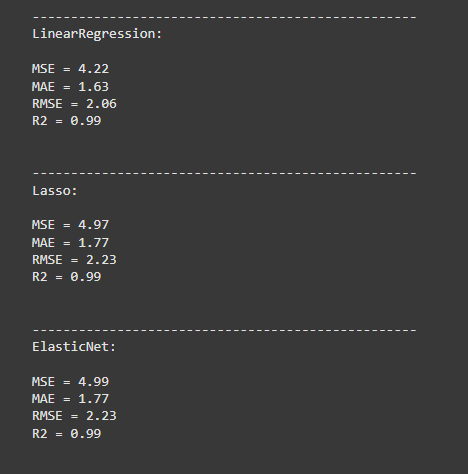 --------------------------------------------------
LinearRegression:
MSE = 4.22
MAE = 1.63
RMSE = 2.06
R2 = 0.99
--------------------------------------------------
Lasso:
MSE = 4.97
MAE = 1.77
RMSE = 2.23
R2 = 0.99
--------------------------------------------------
ElasticNet:
MSE = 4.99
MAE = 1.77
RMSE = 2.23
R2 = 0.99